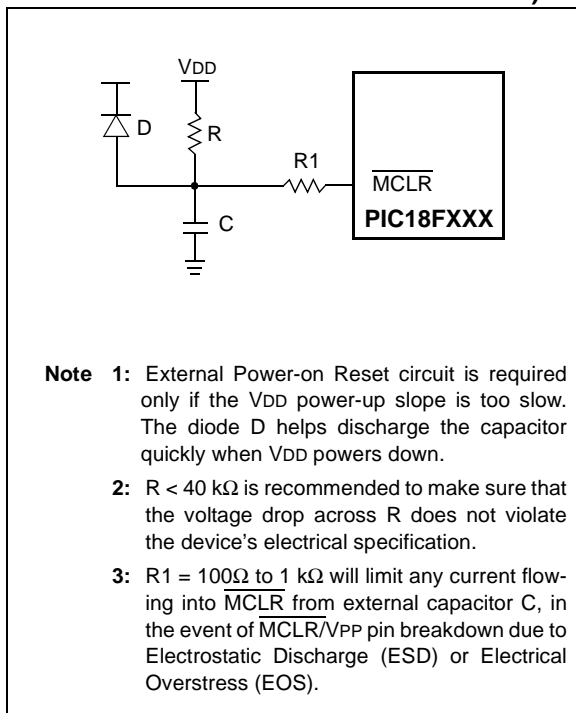 VDD
D
R
R1
MCLR
PIC18FXXX
C
Note 1: External Power-on Reset circuit is required
only if the VDD power-up slope is too slow.
The diode D helps discharge the capacitor
quickly when VDD powers down.
2: R < 40 kΩ is recommended to make sure that
the voltage drop across R does not violate
the device's electrical specification.
3: R1 = 100Ω to 1 kΩ will limit any current flow-
ing into MCLR from external capacitor C, in
the event of MCLR/VPP pin breakdown due to
Electrostatic Discharge (ESD) or Electrical
Overstress (EOS).